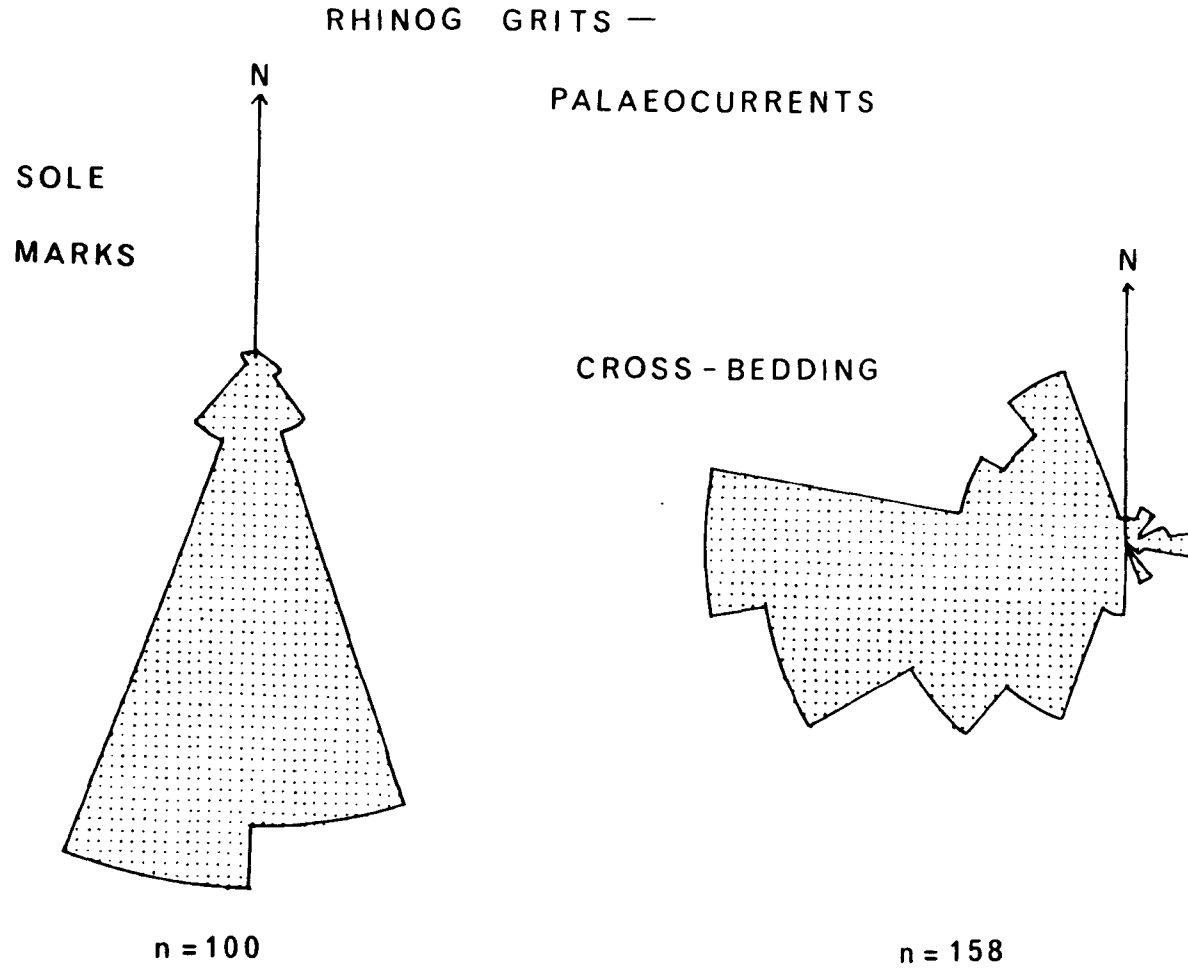 RHINOG GRITS —
PALAEOCURRENTS
N
SOLE
MARKS
N
CROSS-BEDDING
n = 100
n = 158